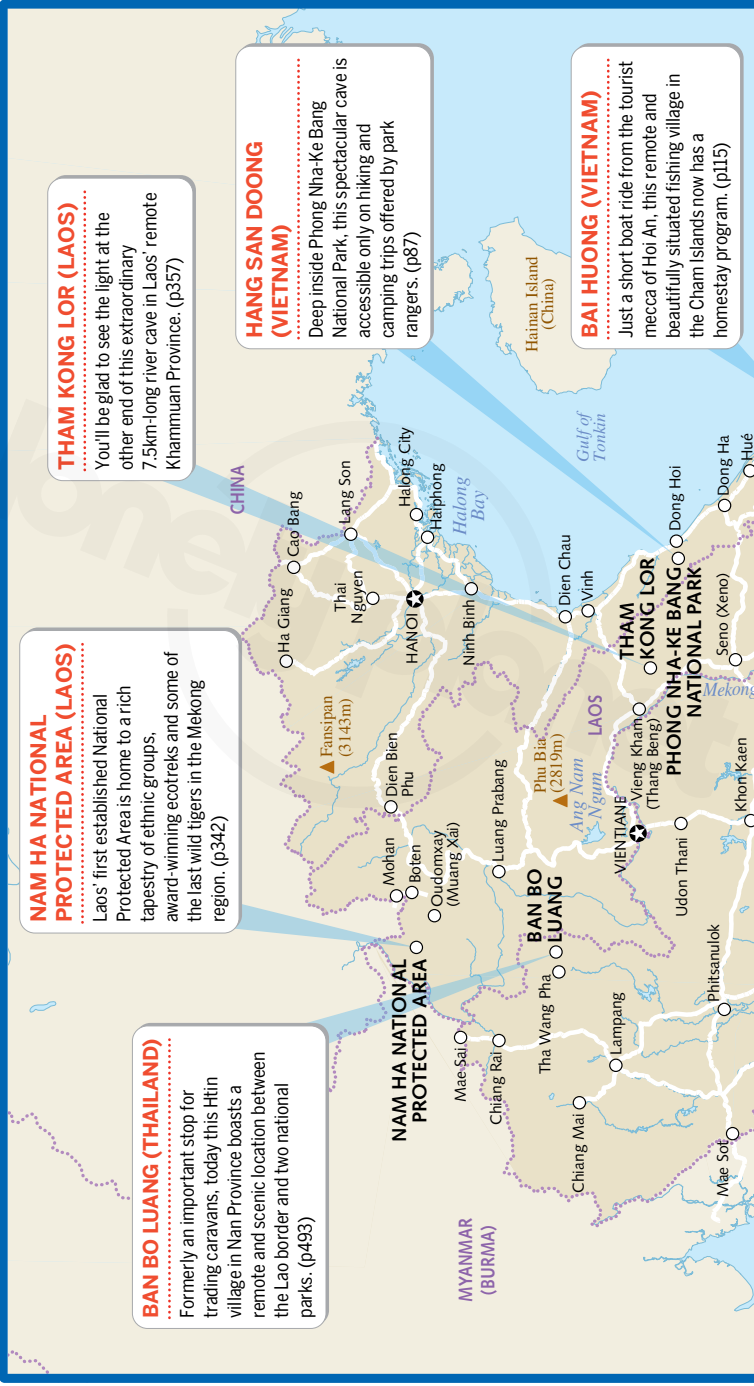 BAN BO LUANG (THAILAND)
Formerly an important stop for
trading caravans, today this Htin
village in Nan Province boasts a
remote and scenic location between
the Lao border and two national
parks. (p493)
NAM HA NATIONAL
PROTECTED AREA (LAOS)
Laos' first established National
Protected Area is home to a rich
tapestry of ethnic groups,
award-winning ecotreks and some of
the last wild tigers in the Mekong
region. (p342)
THAM KONG LOR (LAOS)
You'll be glad to see the light at the
other end of this extraordinary
7.5km-long river cave in Laos' remote
Khammuan Province. (p357)
HANG SAN DOONG
(VIETNAM)
Deep inside Phong Nha-Ke Bang
National Park, this spectacular cave is
accessible only on hiking and
camping trips offered by park
rangers. (p87)
BAI HUONG (VIETNAM)
Just a short boat ride from the tourist
mecca of Hoi An, this remote and
beautifully situated fishing village in
the Cham Islands now has a
homestay program. (p115)
CHINA
Cao Bang
Ha Giang
Lang Son
Thai
Nguyen
Fansipan
(3143m)
HANOI
Halong City
Haiphong
Halong
Bay
Ninh Binh
Dien Bien
Phu
Mohan
Boten
Oudomxay
(Muang Xai)
NAM HA NATIONAL
PROTECTED AREA
Mae Sai
Chiang Rai
Luang Prabang
Phu Bia
(2819m)
Ang Nam
Ngum
LAOS
Dien Chau
Vinh
Gulf of
Tonkin
Hainan Island
(China)
BAN BO
LUANG
Tha Wang Pha
Chiang Mai
Lampang
VIENTIANE
Vieng Kham
(Thang Beng)
THAM
KONG LOR
PHONG NHA-KE BANG
NATIONAL PARK
Dong Hoi
Dong Ha
Hué
Seno (Xeno)
Mekong
Udon Thani
Khon Kaen
Phitsanulok
Mae Sot
MYANMAR
(BURMA)
lonely planet